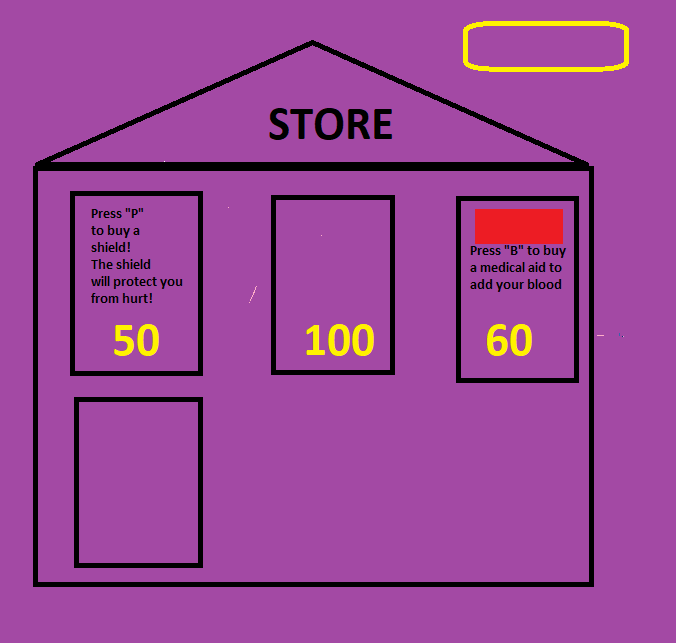 STORE
Press "P"
to buy a
shield!
The shield
will protect you
from hurt!
50
100
Press "B" to buy
a medical aid to
add your blood
60